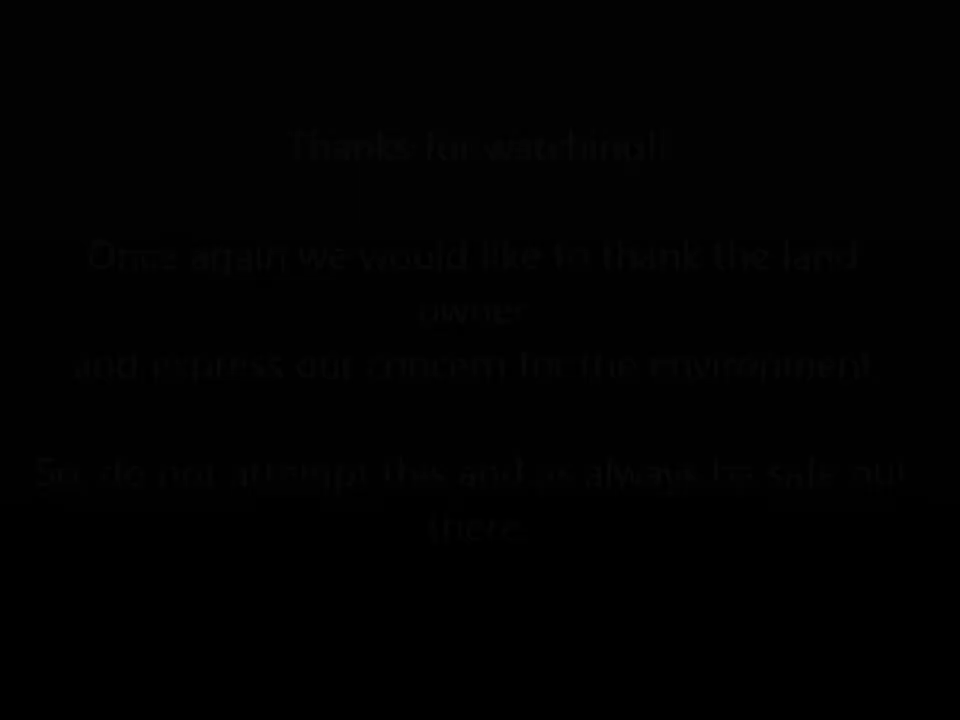 Thanks for watching!!
Once again we would like to thank the land
owner
and express our concern for the environment.
So, do not attempt this and as always be safe out
there.